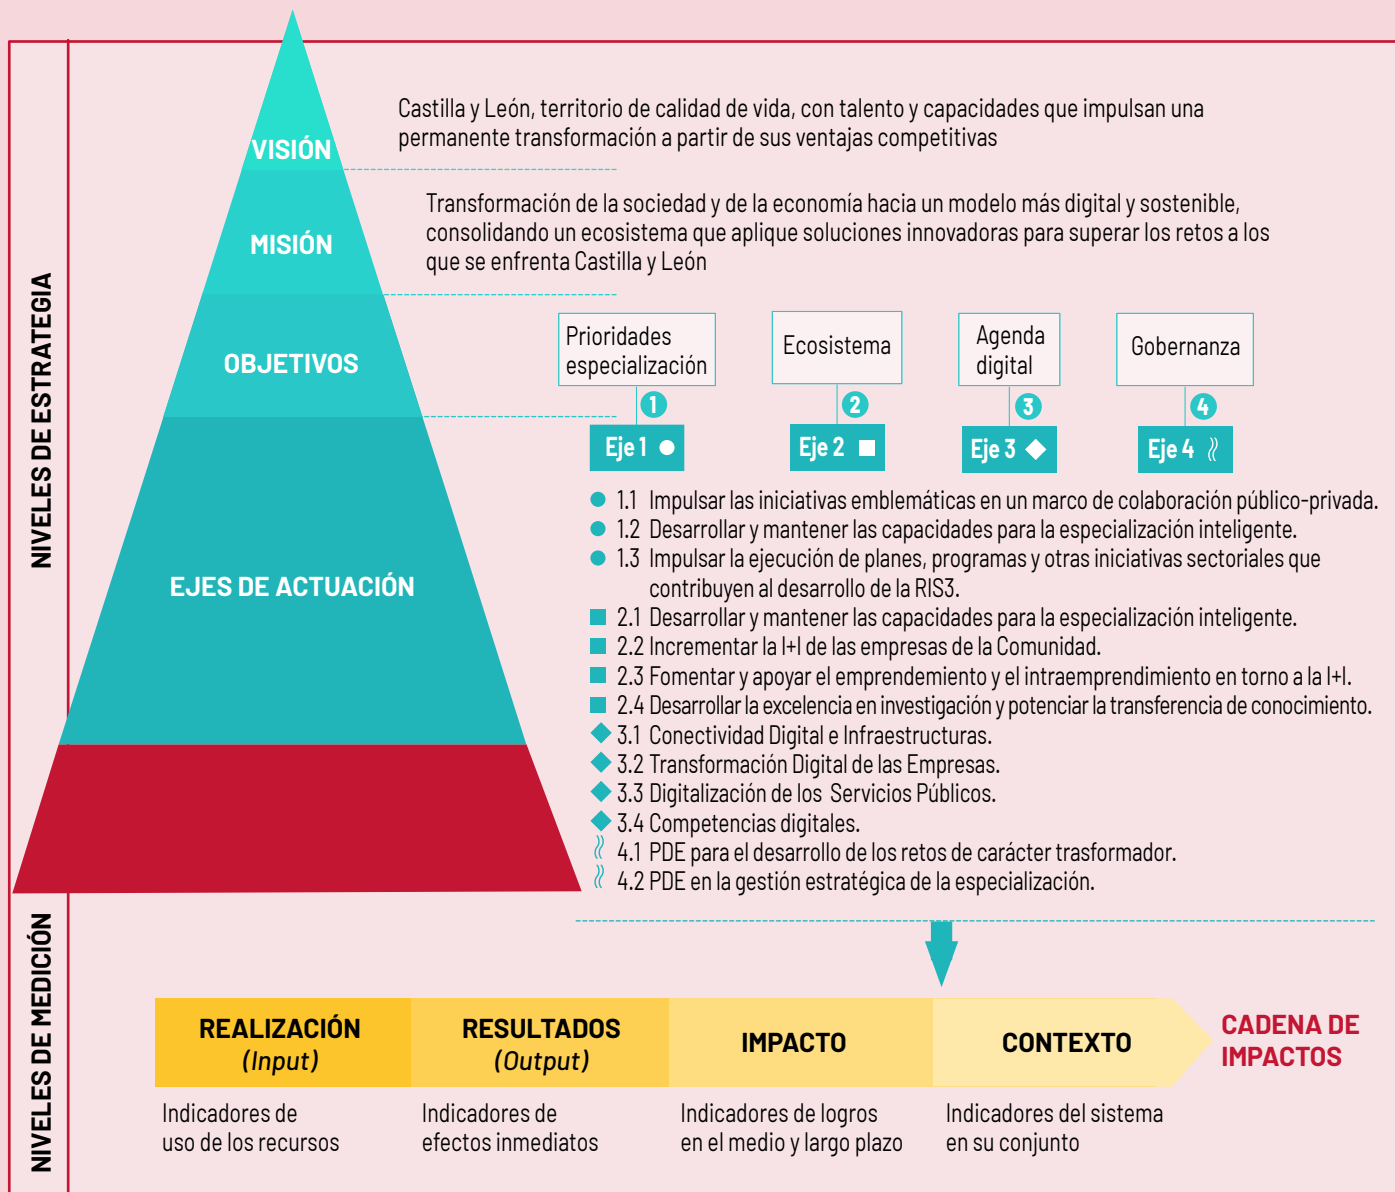 NIVELES DE ESTRATEGIA
VISIÓN
Castilla y León, territorio de calidad de vida, con talento y capacidades que impulsan una
permanente transformación a partir de sus ventajas competitivas
MISIÓN
Transformación de la sociedad y de la economía hacia un modelo más digital y sostenible,
consolidando un ecosistema que aplique soluciones innovadoras para superar los retos a los
que se enfrenta Castilla y León
OBJETIVOS
Prioridades
especialización
Ecosistema
Agenda
digital
Gobernanza
1
2
3
4
Eje 1
Eje 2
Eje 3
Eje 4
EJES DE ACTUACIÓN
1.1 Impulsar las iniciativas emblemáticas en un marco de colaboración público-privada.
1.2 Desarrollar y mantener las capacidades para la especialización inteligente.
1.3 Impulsar la ejecución de planes, programas y otras iniciativas sectoriales que
contribuyen al desarrollo de la RIS3.
2.1 Desarrollar y mantener las capacidades para la especialización inteligente.
2.2 Incrementar la I+I de las empresas de la Comunidad.
2.3 Fomentar y apoyar el emprendemiento y el intraemprendimiento en torno a la I+I.
2.4 Desarrollar la excelencia en investigación y potenciar la transferencia de conocimiento.
3.1 Conectividad Digital e Infraestructuras.
3.2 Transformación Digital de las Empresas.
3.3 Digitalización de los Servicios Públicos.
3.4 Competencias digitales.
4.1 PDE para el desarrollo de los retos de carácter trasformador.
4.2 PDE en la gestión estratégica de la especialización.
NIVELES DE MEDICIÓN
REALIZACIÓN
(Input)
RESULTADOS
(Output)
IMPACTO
CONTEXTO
CADENA DE
IMPACTOS
Indicadores de
uso de los recursos
Indicadores de
efectos inmediatos
Indicadores de logros
en el medio y largo plazo
Indicadores del sistema
en su conjunto